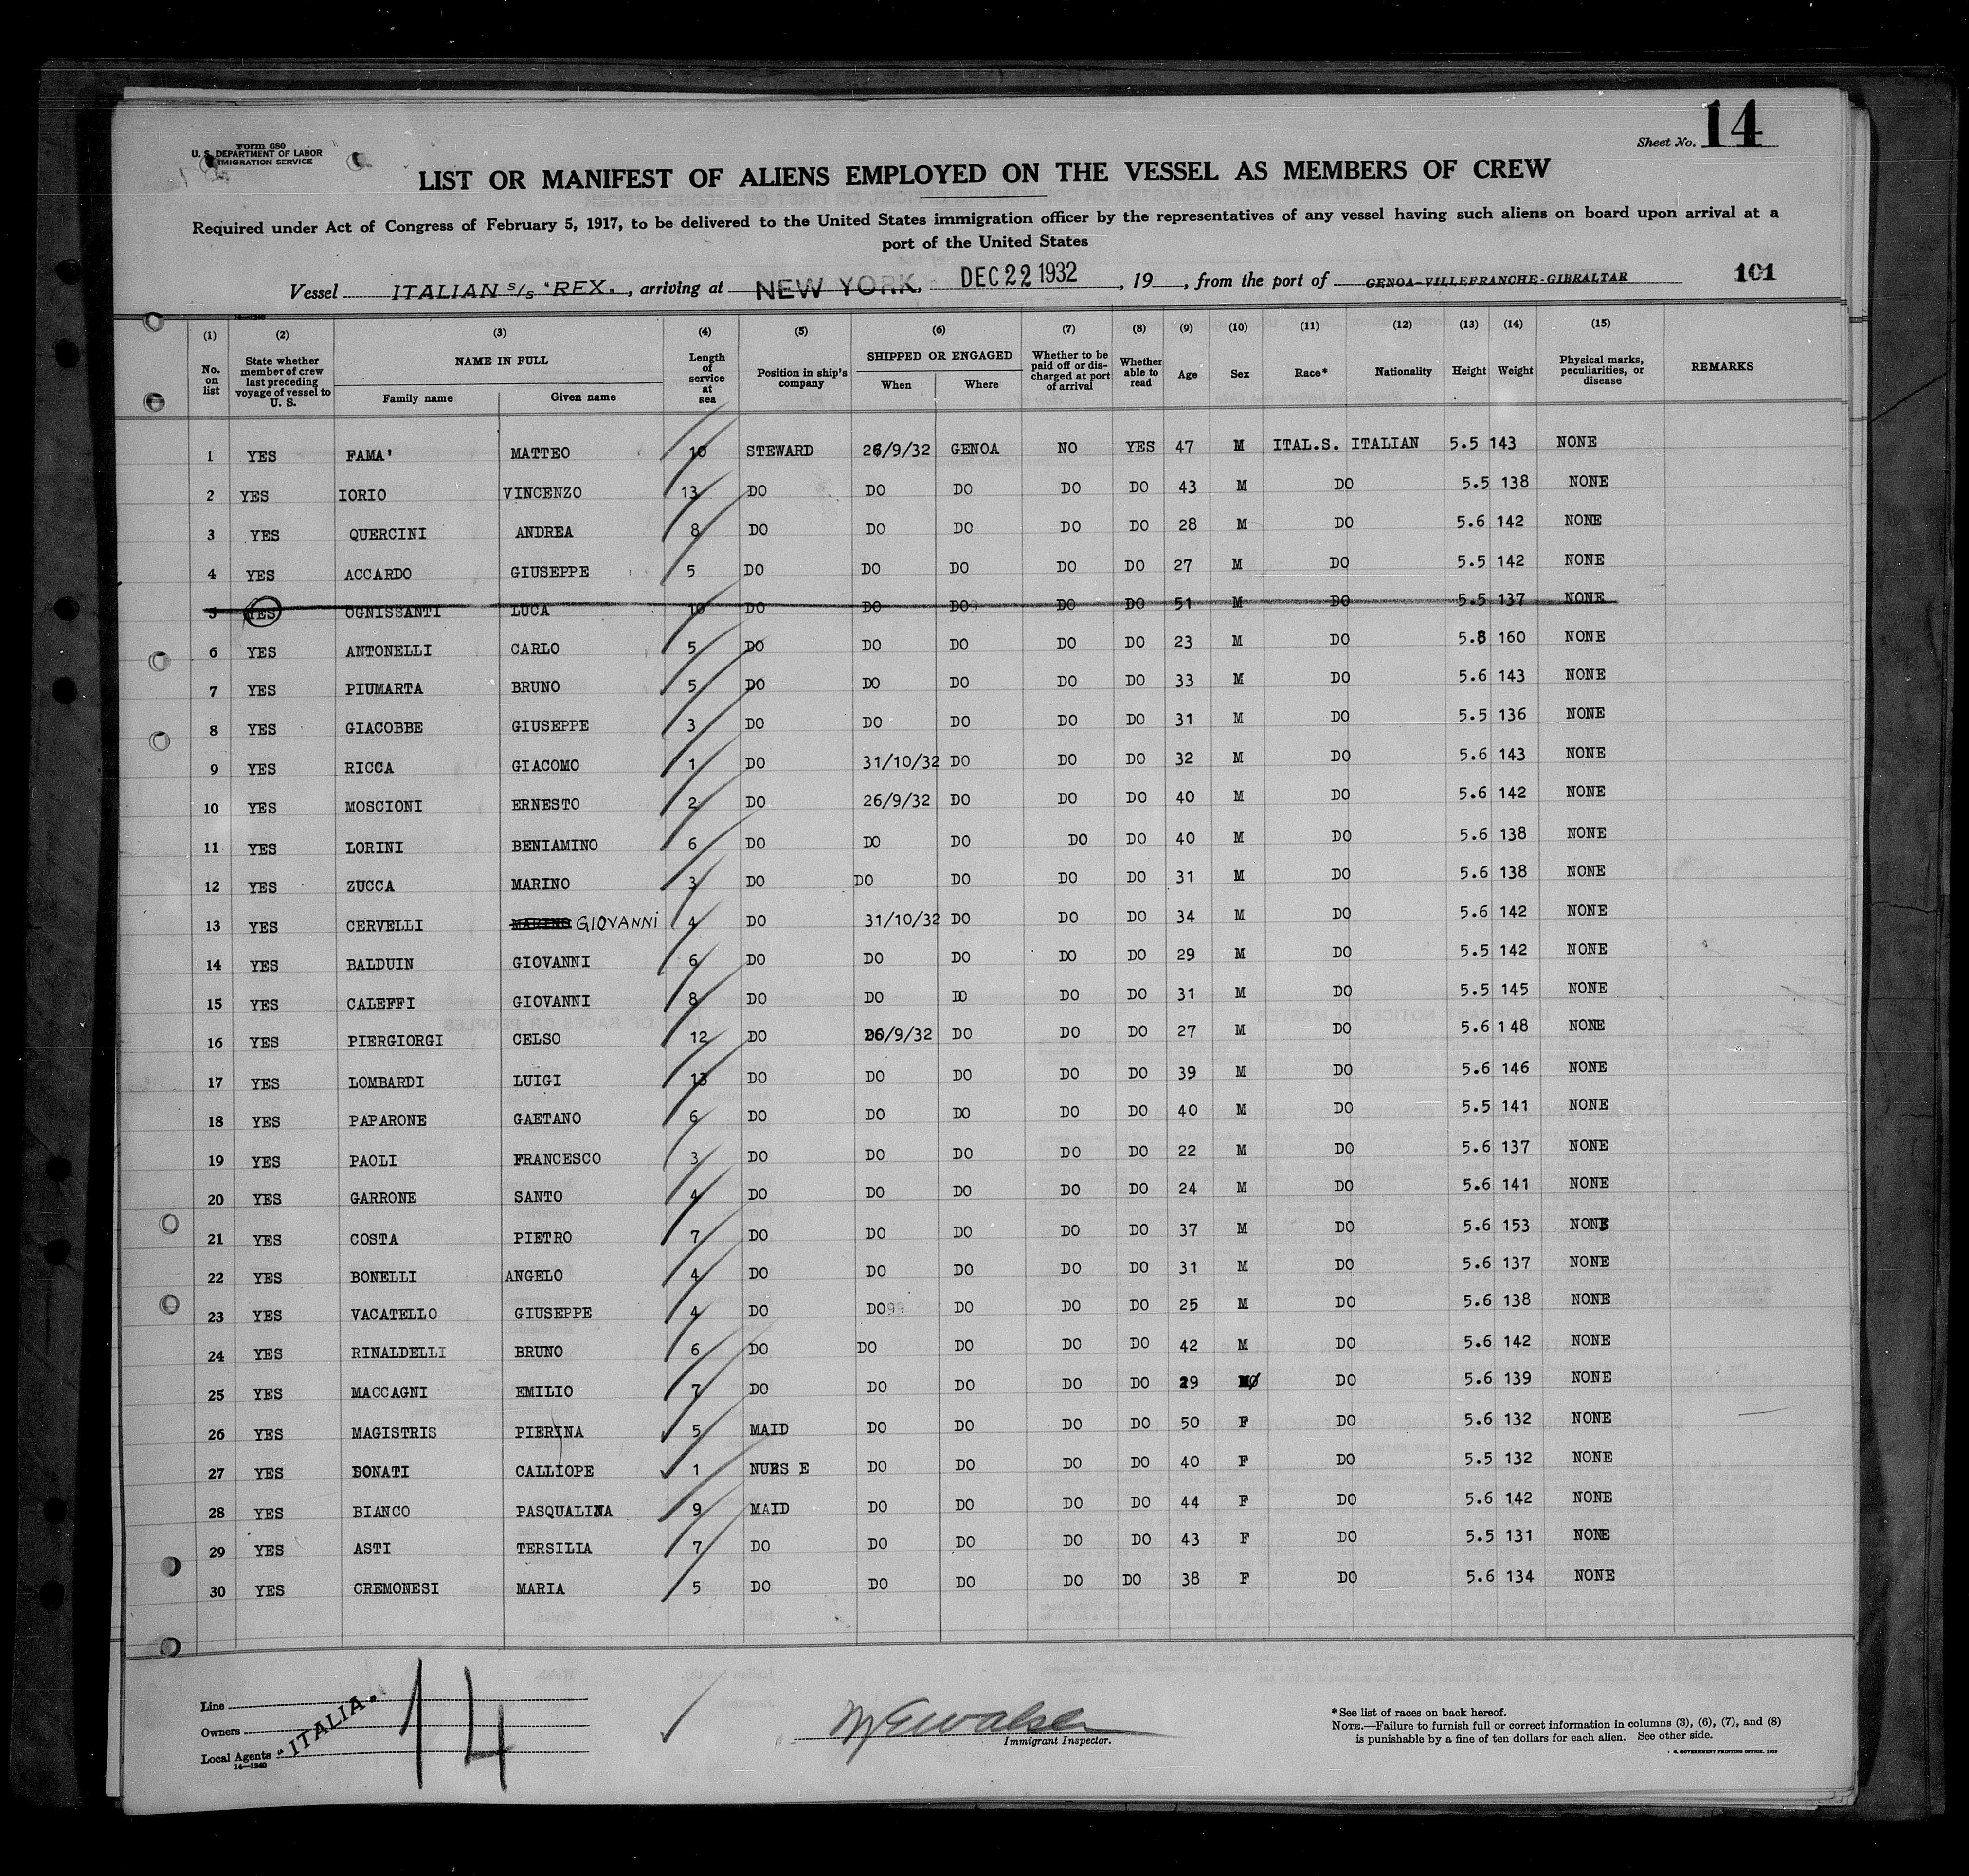 Form 680
U. S. DEPARTMENT OF LABOR
IMMIGRATION SERVICE
Sheet No. 14
LIST OR MANIFEST OF ALIENS EMPLOYED ON THE VESSEL AS MEMBERS OF CREW
Required under Act of Congress of February 5, 1917, to be delivered to the United States immigration officer by the representatives of any vessel having such aliens on board upon arrival at a
port of the United States
Vessel ITALIAN S/S "REX", arriving at NEW YORK, DEC 22 1932, 19 , from the port of GENOA-VILLEFRANCHE-GIBRALTAR 101
(1) (2) (3) (4) (5) (6) (7) (8) (9) (10) (11) (12) (13) (14) (15)
No. on list State whether member of crew last preceding voyage of vessel to U. S. NAME IN FULL Family name Given name Length of service at sea Position in ship's company SHIPPED OR ENGAGED When Where Whether to be paid off or discharged at port of arrival Whether able to read Age Sex Race* Nationality Height Weight Physical marks, peculiarities, or disease REMARKS
1 YES FAMA' MATTEO 10 STEWARD 26/9/32 GENOA NO YES 47 M ITAL.S. ITALIAN 5.5 143 NONE
2 YES IORIO VINCENZO 13 DO DO DO DO DO 43 M DO 5.5 138 NONE
3 YES QUERCINI ANDREA 8 DO DO DO DO DO 28 M DO 5.6 142 NONE
4 YES ACCARDO GIUSEPPE 5 DO DO DO DO DO 27 M DO 5.5 142 NONE
5 YES OGNISSANTI LUCA 10 DO DO DO DO DO 51 M DO 5.5 137 NONE
6 YES ANTONELLI CARLO 5 DO DO DO DO DO 23 M DO 5.8 160 NONE
7 YES PIUMARTA BRUNO 5 DO DO DO DO DO 33 M DO 5.6 143 NONE
8 YES GIACOBBE GIUSEPPE 3 DO DO DO DO DO 31 M DO 5.5 136 NONE
9 YES RICCA GIACOMO 1 DO 31/10/32 DO DO DO 32 M DO 5.6 143 NONE
10 YES MOSCIONI ERNESTO 2 DO 26/9/32 DO DO DO 40 M DO 5.6 142 NONE
11 YES LORINI BENIAMINO 6 DO DO DO DO DO 40 M DO 5.6 138 NONE
12 YES ZUCCA MARINO 3 DO DO DO DO DO 31 M DO 5.6 138 NONE
13 YES CERVELLI MARINO GIOVANNI 4 DO 31/10/32 DO DO DO 34 M DO 5.6 142 NONE
14 YES BALDUIN GIOVANNI 6 DO DO DO DO DO 29 M DO 5.5 142 NONE
15 YES CALEFFI GIOVANNI 8 DO DO DO DO DO 31 M DO 5.5 145 NONE
16 YES PIERGIORGI CELSO 12 DO 26/9/32 DO DO DO 27 M DO 5.6 148 NONE
17 YES LOMBARDI LUIGI 13 DO DO DO DO DO 39 M DO 5.6 146 NONE
18 YES PAPARONE GAETANO 6 DO DO DO DO DO 40 M DO 5.5 141 NONE
19 YES PAOLI FRANCESCO 3 DO DO DO DO DO 22 M DO 5.6 137 NONE
20 YES GARRONE SANTO 4 DO DO DO DO DO 24 M DO 5.6 141 NONE
21 YES COSTA PIETRO 7 DO DO DO DO DO 37 M DO 5.6 153 NONE
22 YES BONELLI ANGELO 4 DO DO DO DO DO 31 M DO 5.6 137 NONE
23 YES VACATELLO GIUSEPPE 4 DO DO99 DO DO DO 25 M DO 5.6 138 NONE
24 YES RINALDELLI BRUNO 6 DO DO DO DO DO 42 M DO 5.6 142 NONE
25 YES MACCAGNI EMILIO 7 DO DO DO DO DO 29 M DO 5.6 139 NONE
26 YES MAGISTRIS PIERINA 5 MAID DO DO DO DO 50 F DO 5.6 132 NONE
27 YES DONATI CALLIOPE 1 NURS E DO DO DO DO 40 F DO 5.5 132 NONE
28 YES BIANCO PASQUALINA 9 MAID DO DO DO DO 44 F DO 5.6 142 NONE
29 YES ASTI TERSILIA 7 DO DO DO DO DO 43 F DO 5.5 131 NONE
30 YES CREMONESI MARIA 5 DO DO DO DO DO 38 F DO 5.6 134 NONE
Line
Owners
Local Agents "ITALIA"
14
14—1240
Immigrant Inspector.
*See list of races on back hereof.
NOTE.—Failure to furnish full or correct information in columns (3), (6), (7), and (8)
is punishable by a fine of ten dollars for each alien. See other side.
GOVERNMENT PRINTING OFFICE